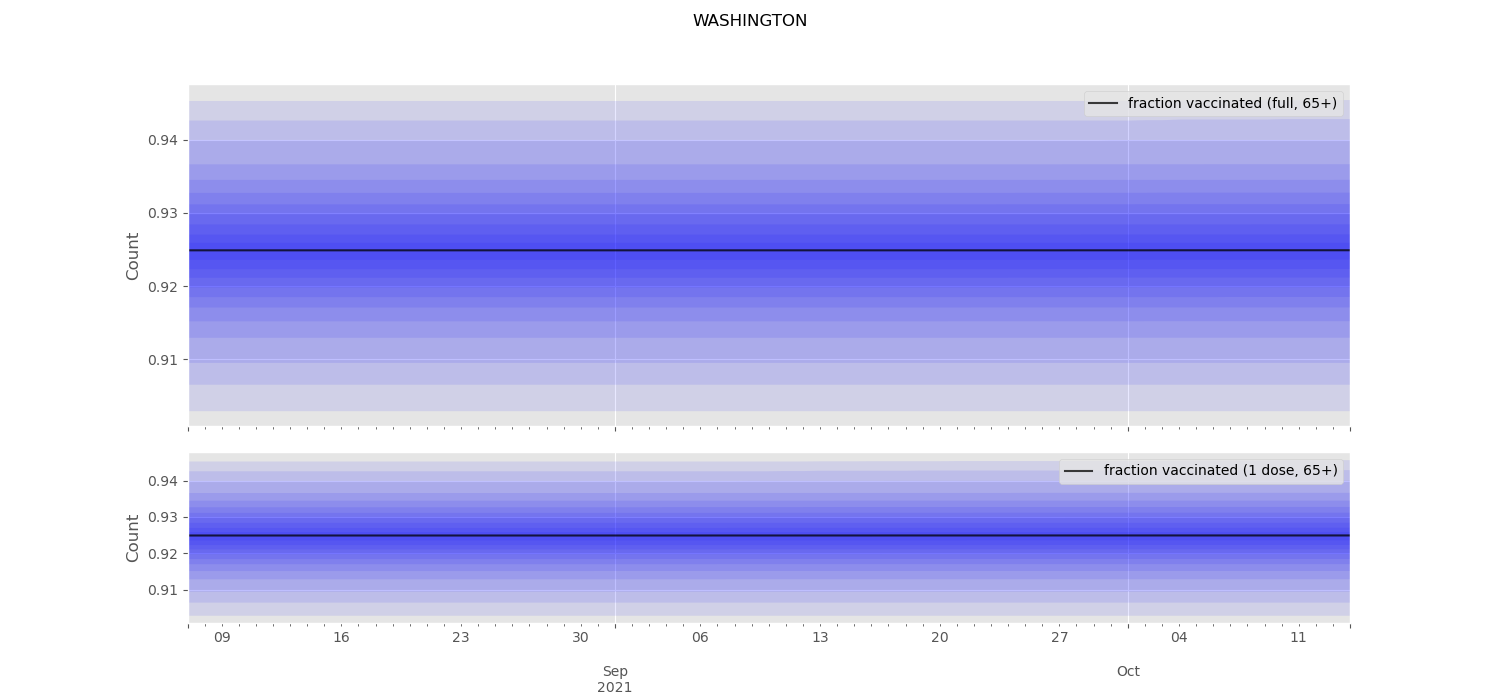 WASHINGTON
fraction vaccinated (full, 65+)
0.94
0.93
0.92
0.91
Count
fraction vaccinated (1 dose, 65+)
0.94
0.93
0.92
0.91
Count
09 16 23 30 06 13 20 27 04 11
Sep Oct
2021